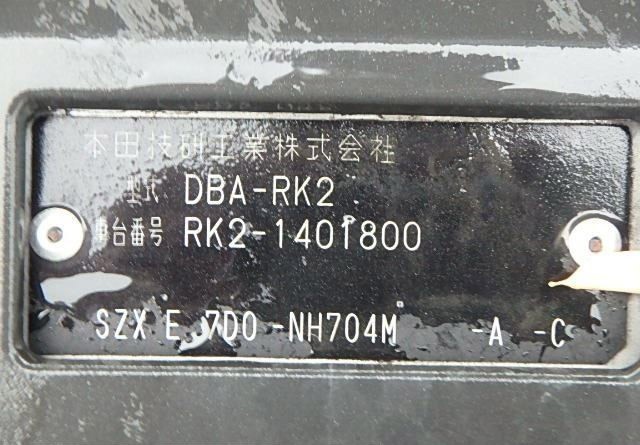 本田技研工業株式会社
型式 DBA-RK2
車台番号 RK2-1401800
SZX E 7D0 -NH704M -A -C